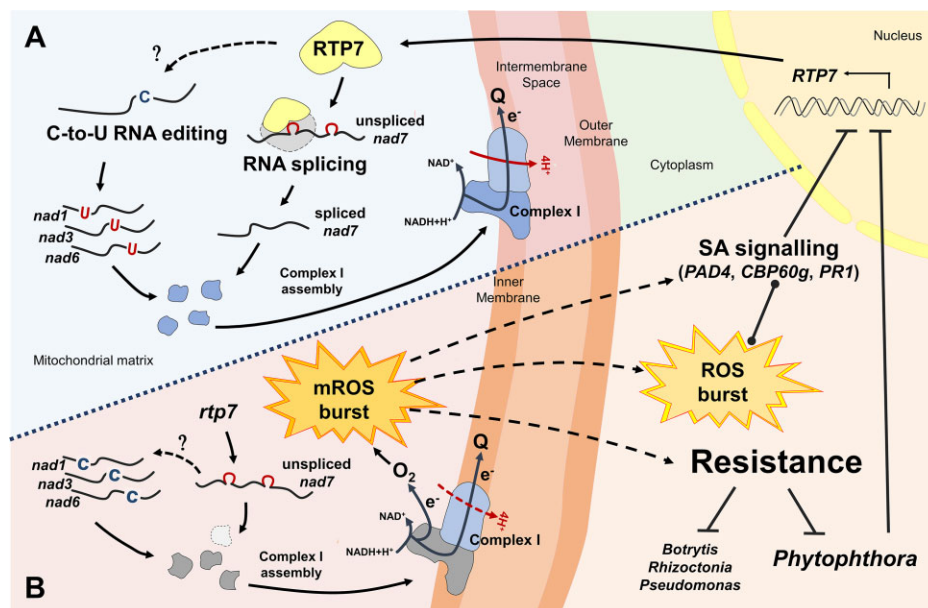 A
?
RTP7
C
C-to-U RNA editing
unspliced
nad7
RNA splicing
nad1
U
nad3
U
nad6
U
spliced
nad7
Complex I
assembly
Mitochondrial matrix
Intermembrane
Space
Outer
Membrane
Cytoplasm
Nucleus
RTP7
Q
e-
NAD⁺
4H⁺
NADH+H⁺
Complex I
Inner
Membrane
SA signalling
(PAD4, CBP60g, PR1)
mROS
burst
ROS
burst
Resistance
Botrytis
Rhizoctonia
Pseudomonas
Phytophthora
rtp7
?
nad1
C
nad3
C
nad6
C
unspliced
nad7
Complex I
assembly
O₂
e-
Q
e-
NAD⁺
4H⁺
NADH+H⁺
Complex I
B